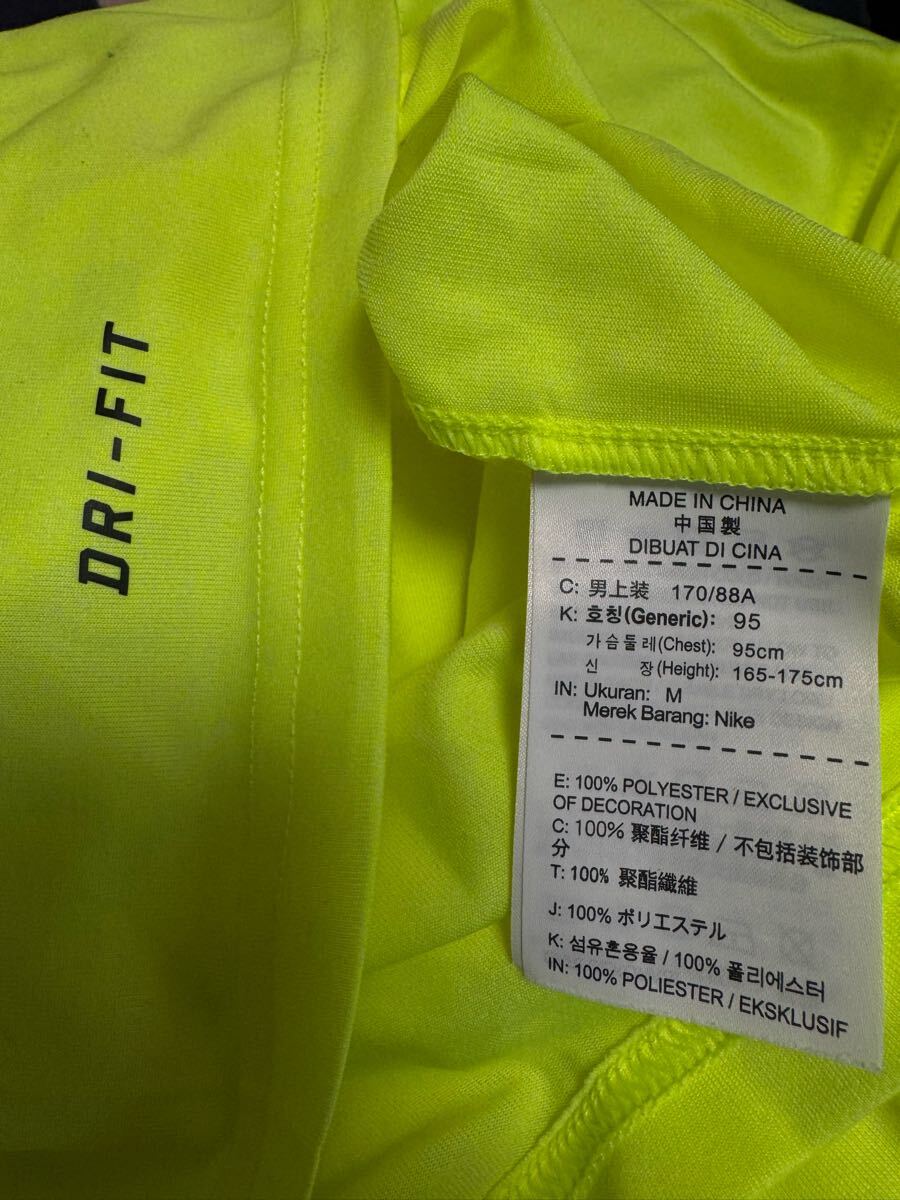 DRI-FIT
MADE IN CHINA
中国製
DIBUAT DI CINA
C: 男上装 170/88A
K: 호칭(Generic): 95
가슴둘레(Chest): 95cm
신 장(Height): 165-175cm
IN: Ukuran: M
Merek Barang: Nike
E: 100% POLYESTER / EXCLUSIVE
OF DECORATION
C: 100% 聚酯纤维 / 不包括装饰部
分
T: 100% 聚酯纖維
J: 100% ポリエステル
K: 섬유혼용율 / 100% 폴리에스터
IN: 100% POLIESTER / EKSKLUSIF